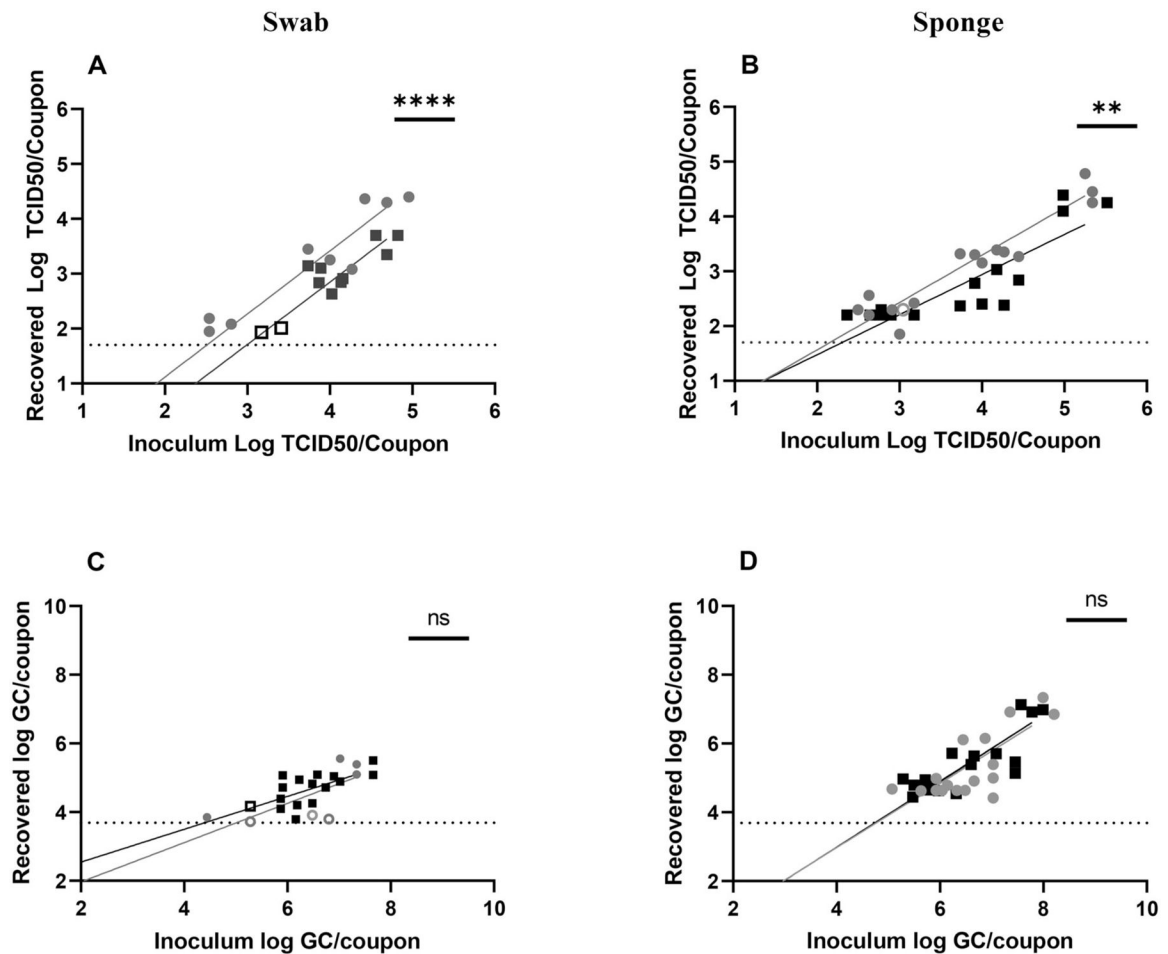 Swab
Sponge
A
****
6
5
4
3
2
1
1 2 3 4 5 6
Recovered Log TCID50/Coupon
Inoculum Log TCID50/Coupon
B
**
6
5
4
3
2
1
1 2 3 4 5 6
Recovered Log TCID50/Coupon
Inoculum Log TCID50/Coupon
C
ns
10
8
6
4
2
2 4 6 8 10
Recovered log GC/coupon
Inoculum log GC/coupon
D
ns
10
8
6
4
2
2 4 6 8 10
Recovered log GC/coupon
Inoculum log GC/coupon